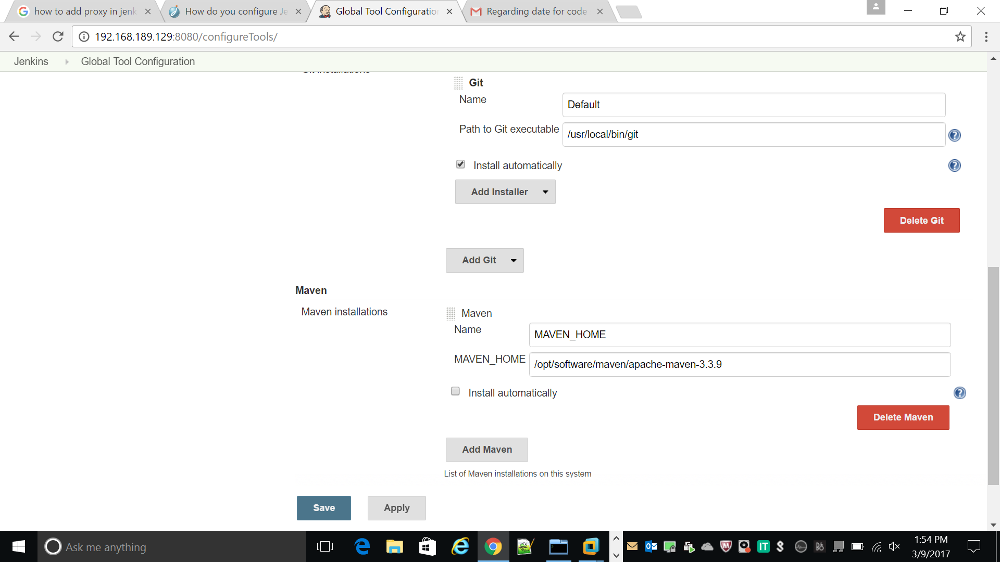 how to add proxy in jenk
How do you configure Je
Global Tool Configuration
Regarding date for code
192.168.189.129:8080/configureTools/
Jenkins
Global Tool Configuration
Git installations
Git
Name
Default
Path to Git executable
/usr/local/bin/git
Install automatically
Add Installer
Delete Git
Add Git
Maven
Maven installations
Maven
Name
MAVEN_HOME
MAVEN_HOME
/opt/software/maven/apache-maven-3.3.9
Install automatically
Delete Maven
Add Maven
List of Maven installations on this system
Save
Apply
Ask me anything
1:54 PM
3/9/2017